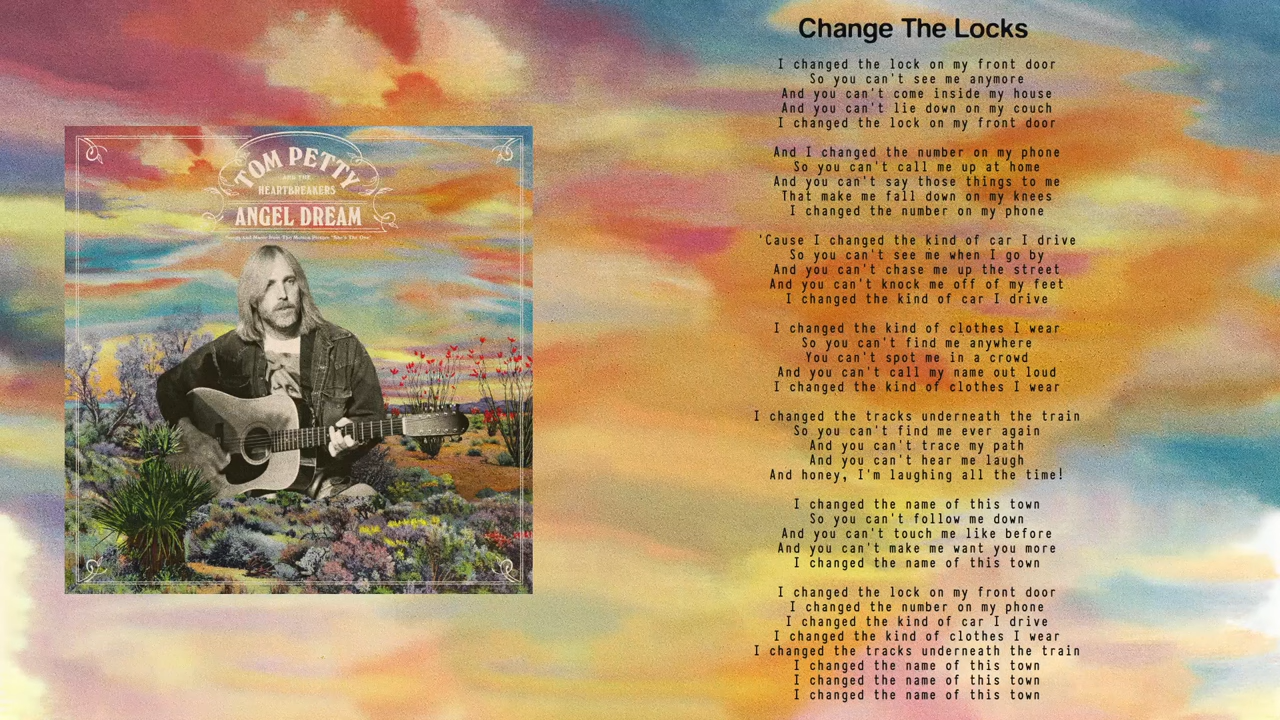 TOM PETTY
AND THE
HEARTBREAKERS
ANGEL DREAM
Songs and Music from The Motion Picture "She's The One"
Change The Locks
I changed the lock on my front door
So you can't see me anymore
And you can't come inside my house
And you can't lie down on my couch
I changed the lock on my front door
And I changed the number on my phone
So you can't call me up at home
And you can't say those things to me
That make me fall down on my knees
I changed the number on my phone
'Cause I changed the kind of car I drive
So you can't see me when I go by
And you can't chase me up the street
And you can't knock me off of my feet
I changed the kind of car I drive
I changed the kind of clothes I wear
So you can't find me anywhere
You can't spot me in a crowd
And you can't call my name out loud
I changed the kind of clothes I wear
I changed the tracks underneath the train
So you can't find me ever again
And you can't trace my path
And you can't hear me laugh
And honey, I'm laughing all the time!
I changed the name of this town
So you can't follow me down
And you can't touch me like before
And you can't make me want you more
I changed the name of this town
I changed the lock on my front door
I changed the number on my phone
I changed the kind of car I drive
I changed the kind of clothes I wear
I changed the tracks underneath the train
I changed the name of this town
I changed the name of this town
I changed the name of this town